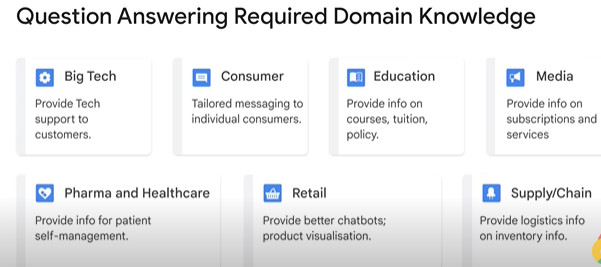 Question Answering Required Domain Knowledge
Big Tech
Provide Tech
support to
customers.
Consumer
Tailored messaging to
individual consumers.
Education
Provide info on
courses, tuition,
policy.
Media
Provide info on
subscriptions and
services
Pharma and Healthcare
Provide info for patient
self-management.
Retail
Provide better chatbots;
product visualisation.
Supply/Chain
Provide logistics info
on inventory info.